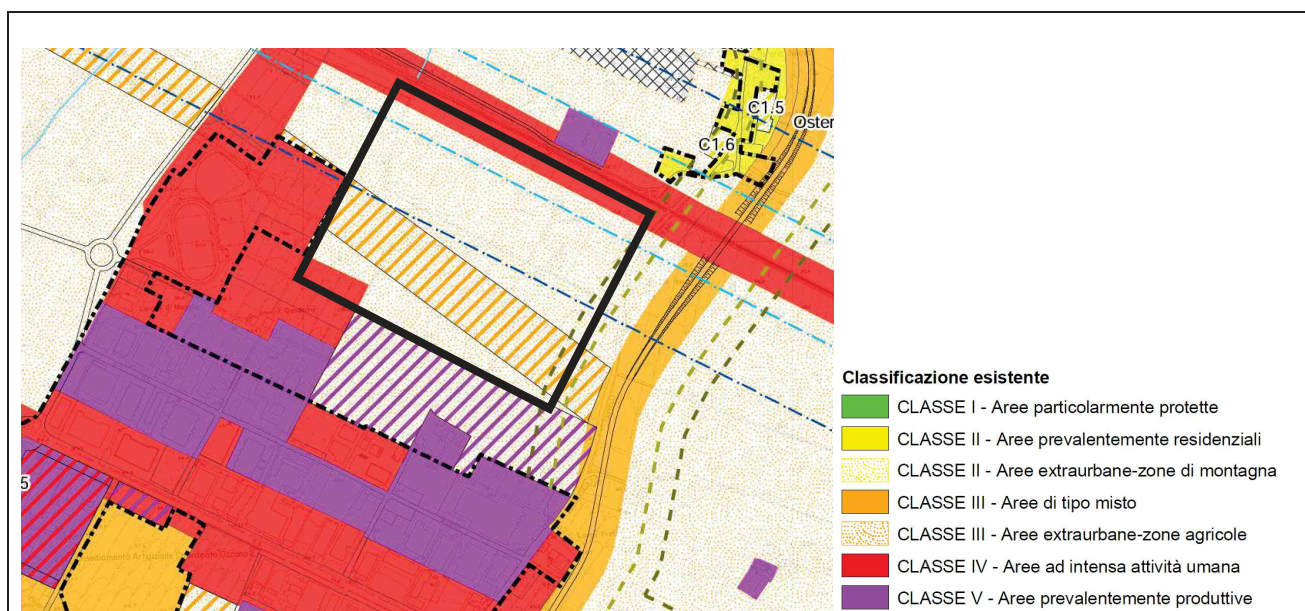 C1.5
Oster
C1.6
5
Classificazione esistente
CLASSE I - Aree particolarmente protette
CLASSE II - Aree prevalentemente residenziali
CLASSE II - Aree extraurbane-zone di montagna
CLASSE III - Aree di tipo misto
CLASSE III - Aree extraurbane-zone agricole
CLASSE IV - Aree ad intensa attività umana
CLASSE V - Aree prevalentemente produttive